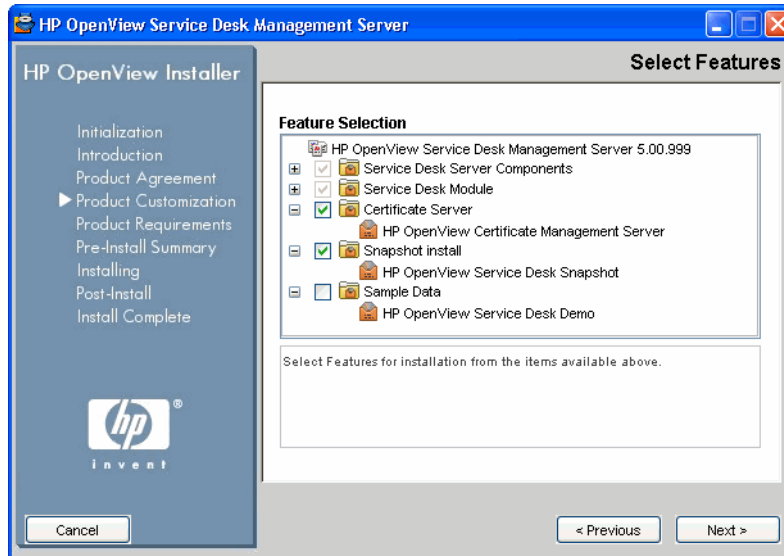 HP OpenView Service Desk Management Server
HP OpenView Installer
Select Features
Initialization
Introduction
Product Agreement
Product Customization
Product Requirements
Pre-Install Summary
Installing
Post-Install
Install Complete
hp
®
invent
Feature Selection
HP OpenView Service Desk Management Server 5.00.999
Service Desk Server Components
Service Desk Module
Certificate Server
HP OpenView Certificate Management Server
Snapshot install
HP OpenView Service Desk Snapshot
Sample Data
HP OpenView Service Desk Demo
Select Features for installation from the items available above.
Cancel
< Previous
Next >